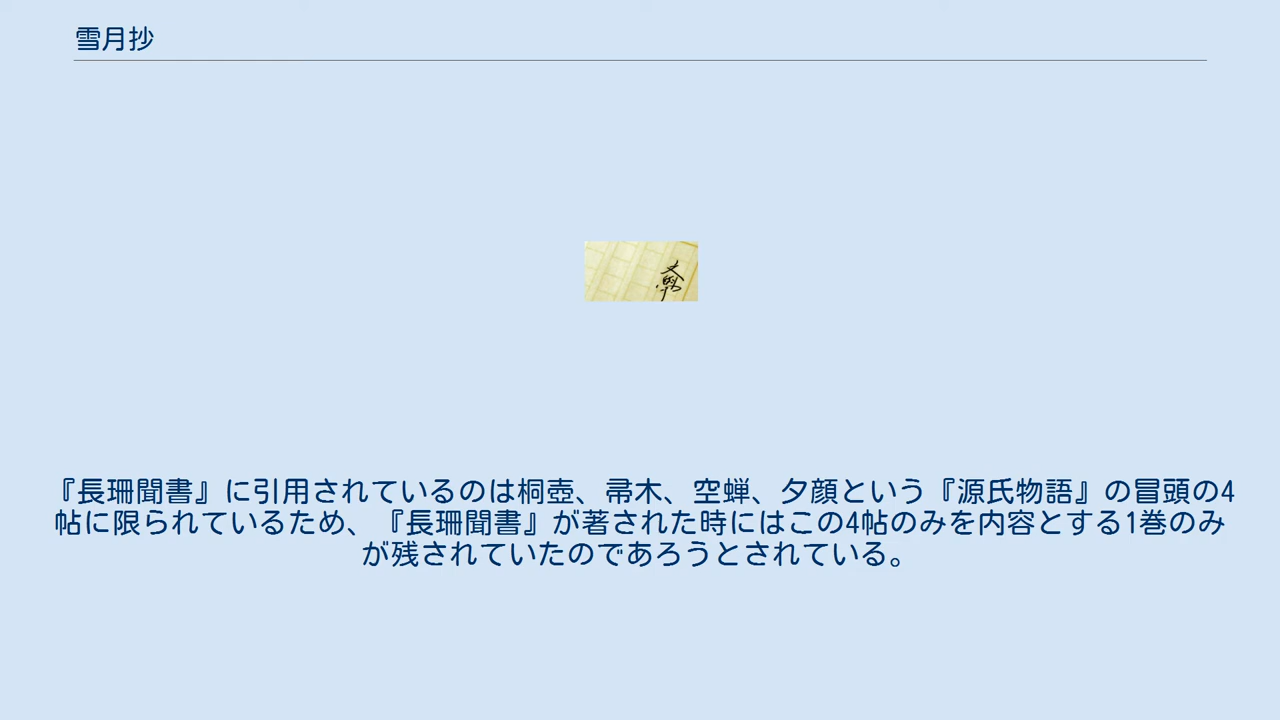 雪月抄
『長珊聞書』に引用されているのは桐壺、帚木、空蝉、夕顔という『源氏物語』の冒頭の4
帖に限られているため、『長珊聞書』が著された時にはこの4帖のみを内容とする1巻のみ
が残されていたのであろうとされている。